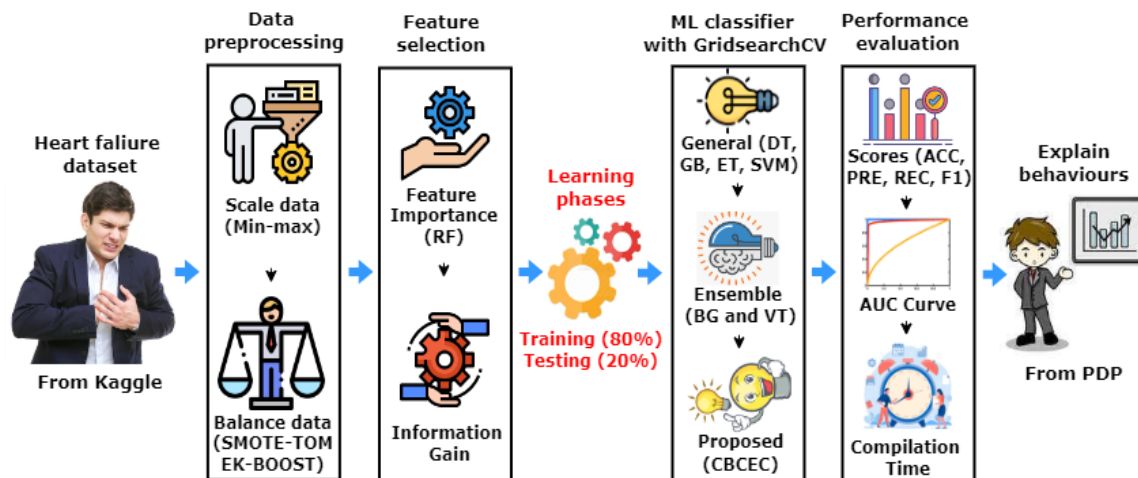 Heart faliure
dataset
From Kaggle
Data
preprocessing
Scale data
(Min-max)
Balance data
(SMOTE-TOM
EK-BOOST)
Feature
selection
Feature
Importance
(RF)
Information
Gain
Learning
phases
Training (80%)
Testing (20%)
ML classifier
with GridsearchCV
General (DT,
GB, ET, SVM)
Ensemble
(BG and VT)
Proposed
(CBCEC)
Performance
evaluation
Scores (ACC,
PRE, REC, F1)
AUC Curve
Compilation
Time
Explain
behaviours
From PDP